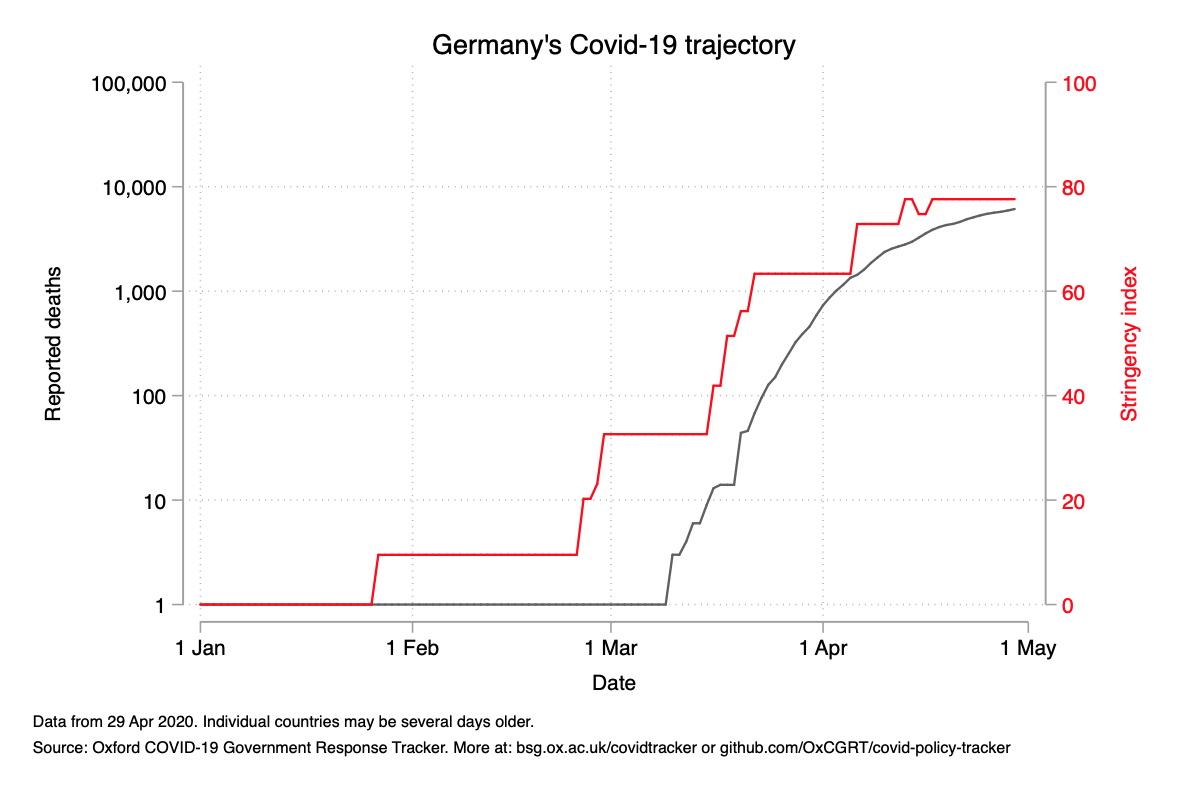 Germany's Covid-19 trajectory
100,000
10,000
1,000
100
10
1
Reported deaths
100
80
60
40
20
0
Stringency index
1 Jan
1 Feb
1 Mar
1 Apr
1 May
Date
Data from 29 Apr 2020. Individual countries may be several days older.
Source: Oxford COVID-19 Government Response Tracker. More at: bsg.ox.ac.uk/covidtracker or github.com/OxCGRT/covid-policy-tracker